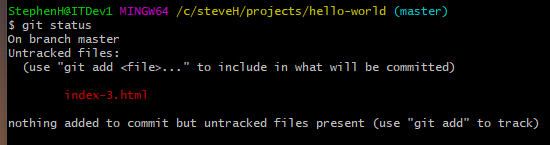 StephenH@ITDev1 MINGW64 /c/steveH/projects/hello-world (master)
$ git status
On branch master
Untracked files:
(use "git add <file>..." to include in what will be committed)
index-3.html
nothing added to commit but untracked files present (use "git add" to track)